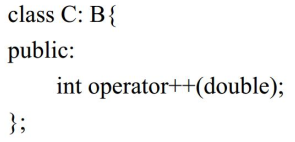 class C: B{
public:
int operator++(double);
};